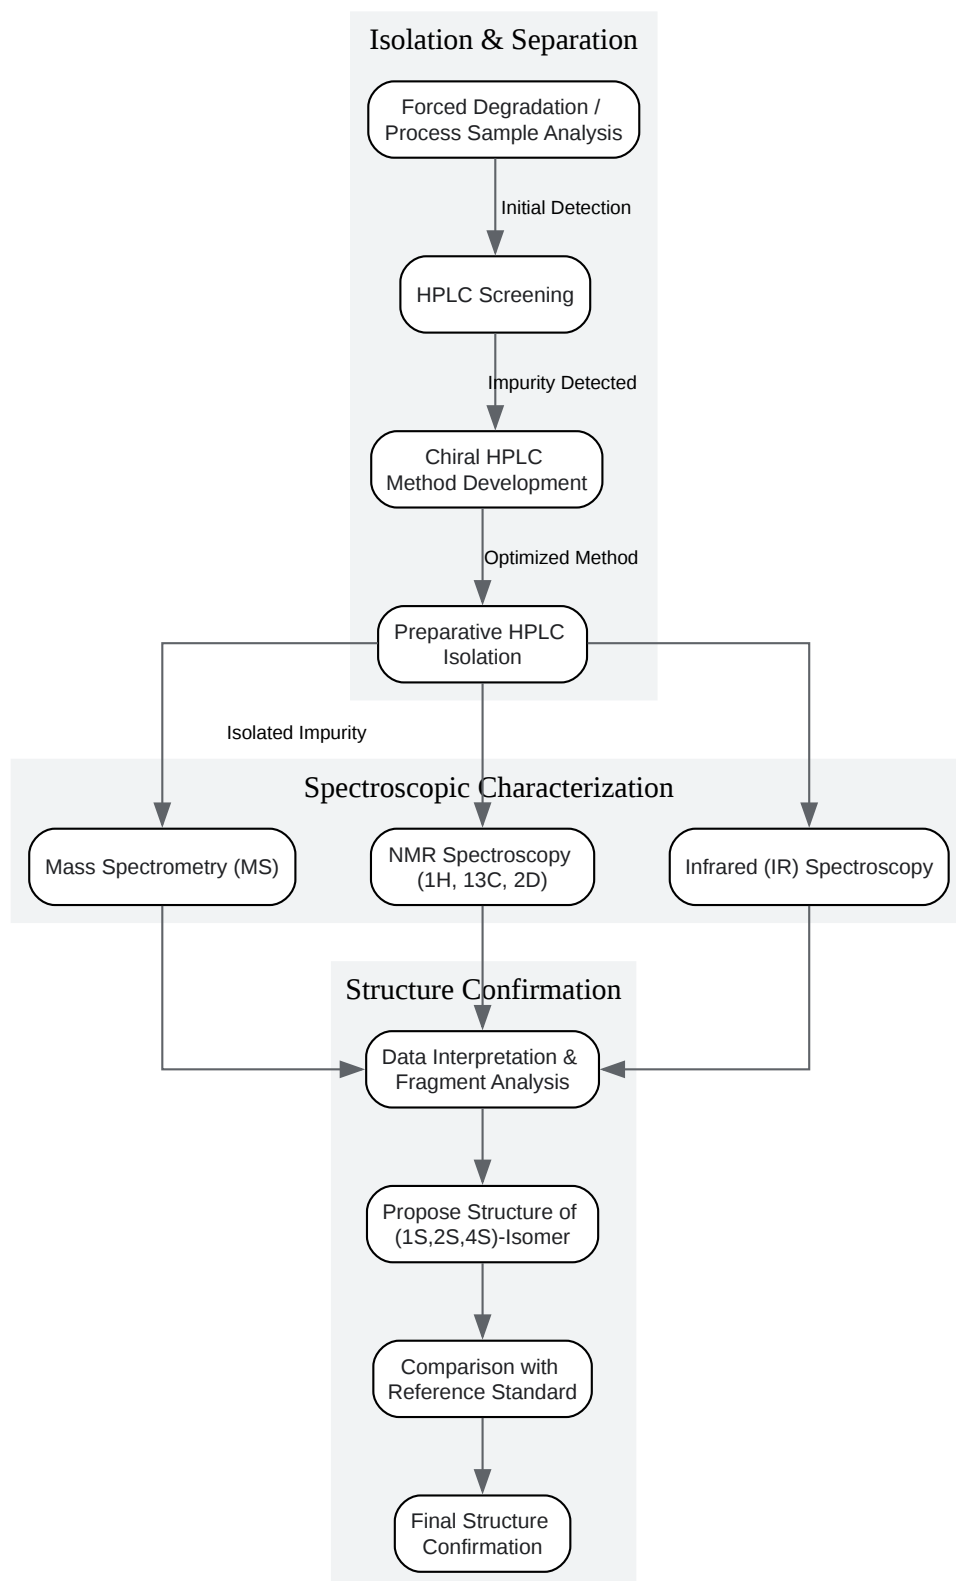 Isolation & Separation
Forced Degradation /
Process Sample Analysis
Initial Detection
HPLC Screening
Impurity Detected
Chiral HPLC
Method Development
Optimized Method
Preparative HPLC
Isolation
Isolated Impurity
Spectroscopic Characterization
Mass Spectrometry (MS)
NMR Spectroscopy
(1H, 13C, 2D)
Infrared (IR) Spectroscopy
Structure Confirmation
Data Interpretation &
Fragment Analysis
Propose Structure of
(1S,2S,4S)-Isomer
Comparison with
Reference Standard
Final Structure
Confirmation